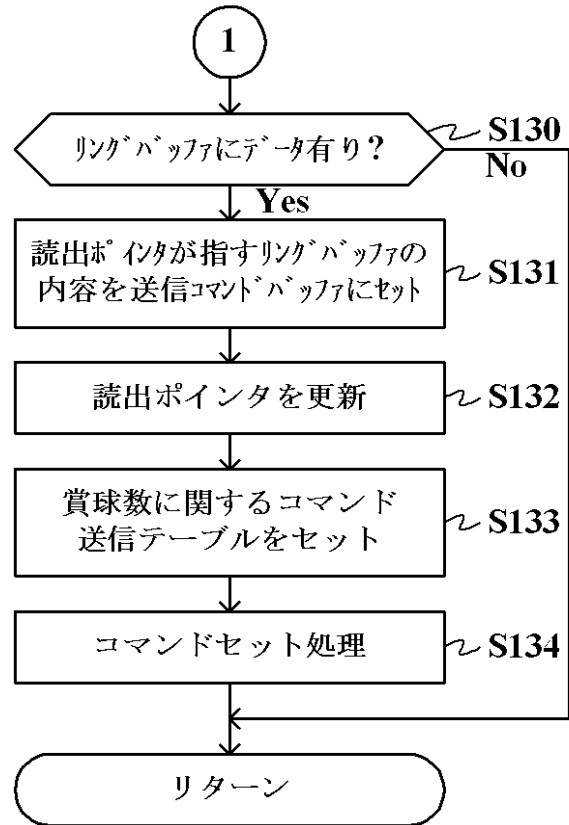 1
リングバッファにデータ有り?
S130
No
Yes
読出ポインタが指すリングバッファの
内容を送信コマンドバッファにセット
S131
読出ポインタを更新
S132
賞球数に関するコマンド
送信テーブルをセット
S133
コマンドセット処理
S134
リターン